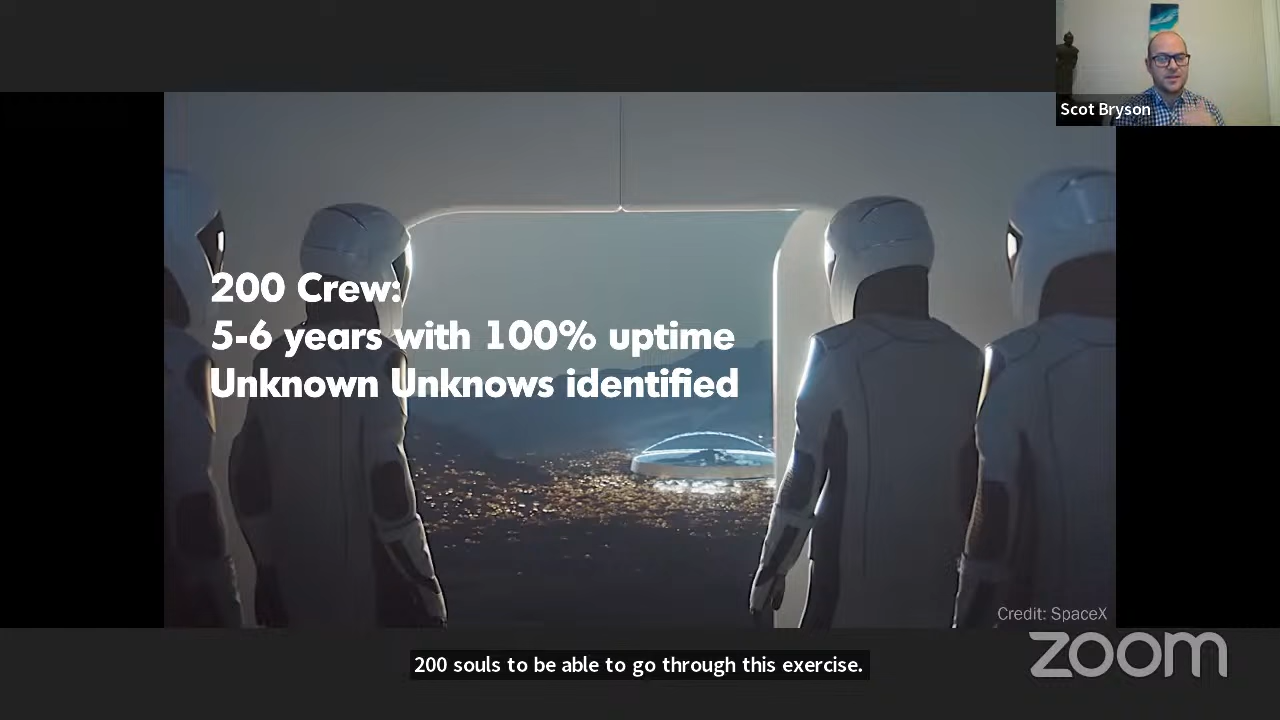 Scot Bryson
200 Crew:
5-6 years with 100% uptime
Unknown Unknows identified
Credit: SpaceX
zoom
200 souls to be able to go through this exercise.